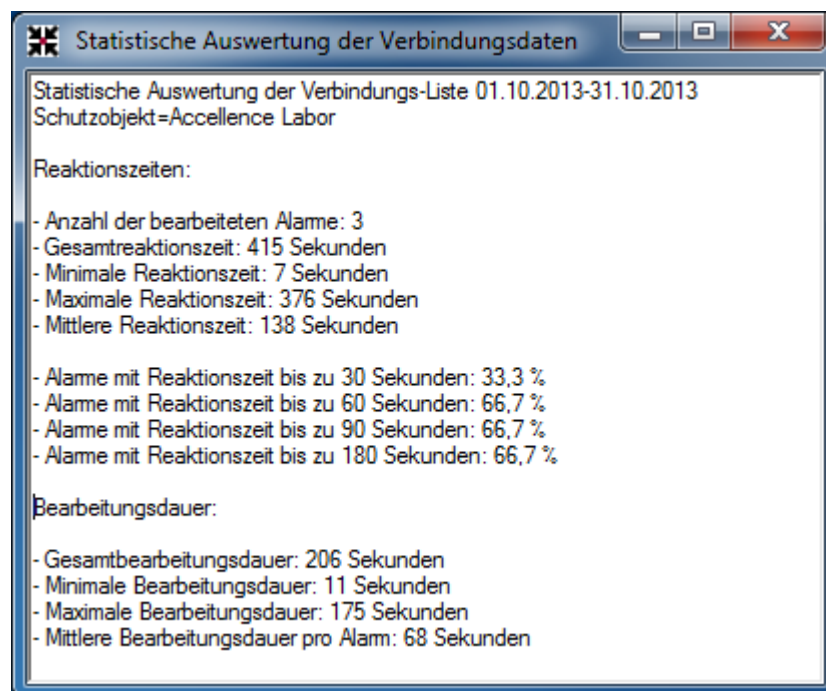 Statistische Auswertung der Verbindungsdaten
Statistische Auswertung der Verbindungs-Liste 01.10.2013-31.10.2013
Schutzobjekt=Accellence Labor
Reaktionszeiten:
- Anzahl der bearbeiteten Alarme: 3
- Gesamtreaktionszeit: 415 Sekunden
- Minimale Reaktionszeit: 7 Sekunden
- Maximale Reaktionszeit: 376 Sekunden
- Mittlere Reaktionszeit: 138 Sekunden
- Alarme mit Reaktionszeit bis zu 30 Sekunden: 33,3 %
- Alarme mit Reaktionszeit bis zu 60 Sekunden: 66,7 %
- Alarme mit Reaktionszeit bis zu 90 Sekunden: 66,7 %
- Alarme mit Reaktionszeit bis zu 180 Sekunden: 66,7 %
Bearbeitungsdauer:
- Gesamtbearbeitungsdauer: 206 Sekunden
- Minimale Bearbeitungsdauer: 11 Sekunden
- Maximale Bearbeitungsdauer: 175 Sekunden
- Mittlere Bearbeitungsdauer pro Alarm: 68 Sekunden